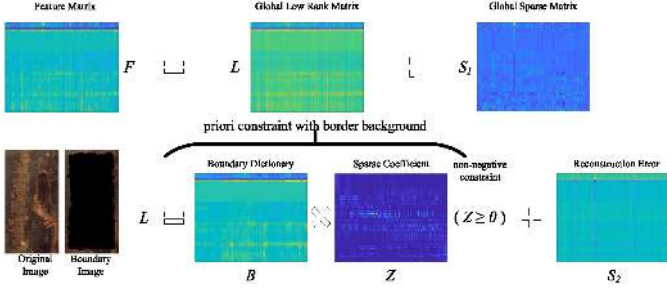 Feature Matrix Global Low Rank Matrix Global Sparse Matrix
F L S1
priori constraint with border background
Boundary Dictionary Sparse Coefficient non-negative constraint Reconstruction Error
L (Z ≥ 0)
Original Image Boundary Image
B Z S2